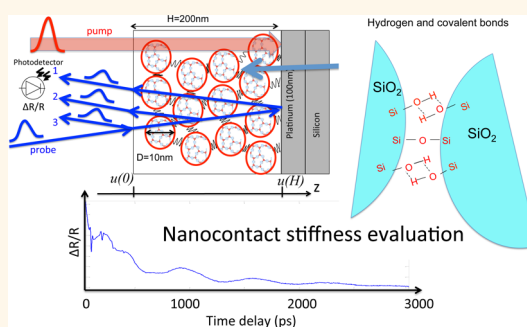 H=200nm
Hydrogen and covalent bonds
pump
Photodetector
1
2
3
ΔR/R
probe
D=10nm
Platinum (100nm)
Silicon
u(0)
u(H)
z
SiO2
SiO2
Si
O
H
H
O
Si
Si
O
Si
Si
O
H
H
O
Si
Nanocontact stiffness evaluation
ΔR/R
0
1000
2000
3000
Time delay (ps)